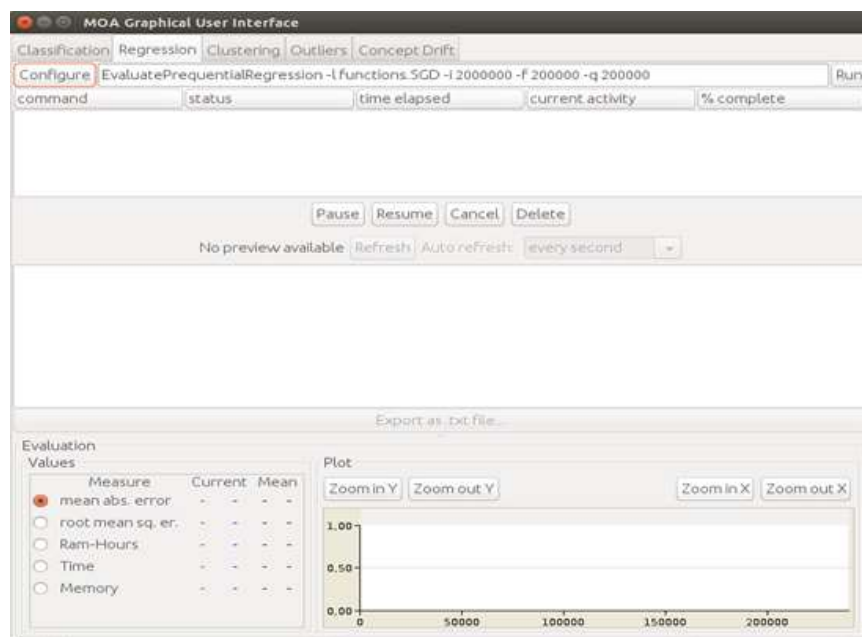 MOA Graphical User Interface
Classification Regression Clustering Outliers Concept Drift
Configure EvaluatePrequentialRegression -l functions.SGD -i 2000000 -f 200000 -q 200000 Run
command status time elapsed current activity % complete
Pause Resume Cancel Delete
No preview available Refresh Auto refresh: every second
Export as .txt file...
Evaluation
Values Plot
Measure Current Mean
Zoom in Y Zoom out Y Zoom in X Zoom out X
mean abs. error - - - -
root mean sq. er. - - - -
Ram-Hours - - - -
Time - - - -
Memory - - - -
1.00
0.50
0.00
0 50000 100000 150000 200000